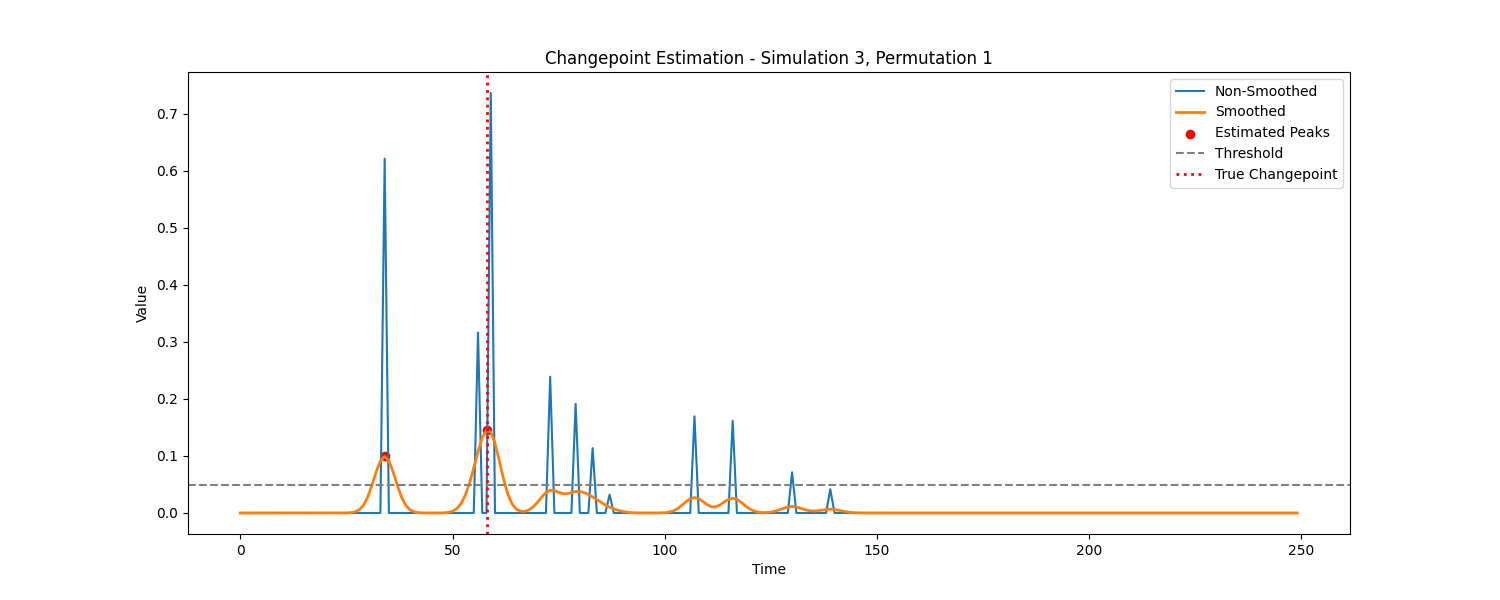 Changepoint Estimation - Simulation 3, Permutation 1
Non-Smoothed
Smoothed
Estimated Peaks
Threshold
True Changepoint
Value
0.7
0.6
0.5
0.4
0.3
0.2
0.1
0.0
0 50 100 150 200 250
Time